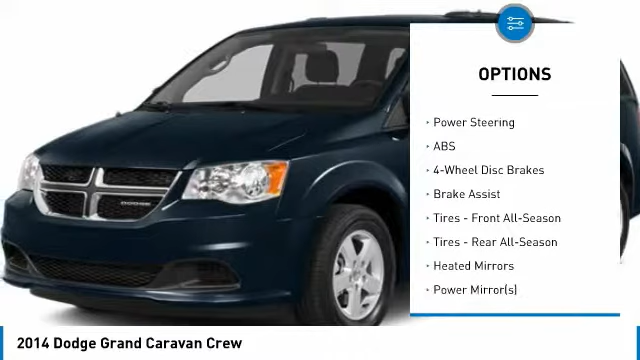 OPTIONS
Power Steering
ABS
4-Wheel Disc Brakes
Brake Assist
Tires - Front All-Season
Tires - Rear All-Season
Heated Mirrors
Power Mirror(s)
DODGE
2014 Dodge Grand Caravan Crew